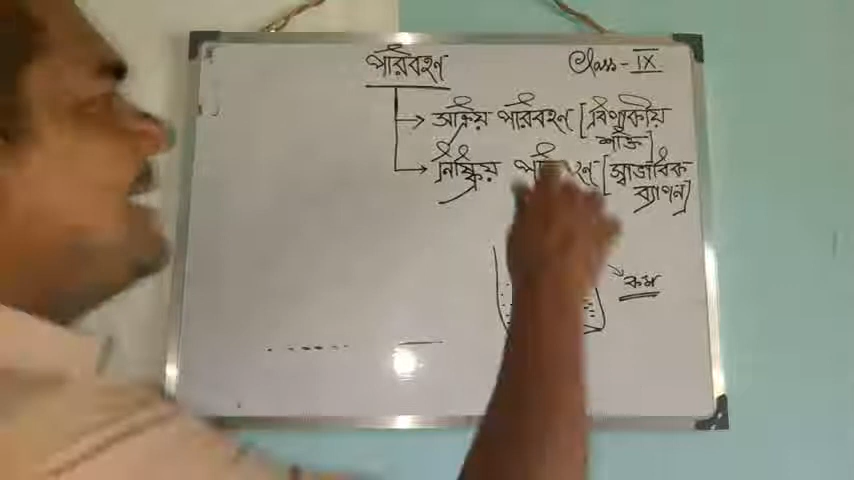 পরিবহন
Class - IX
সক্রিয় পরিবহন [বিপাকীয়
শক্তি]
নিষ্ক্রিয় [স্বাভাবিক
ব্যাপন]
কম